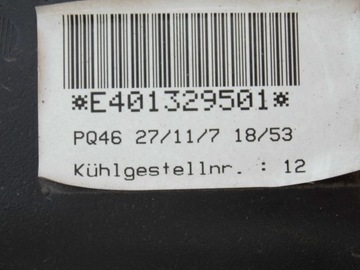 *E401329501*
PQ46 27/11/7 18/53
Kühlgestellnr. : 12